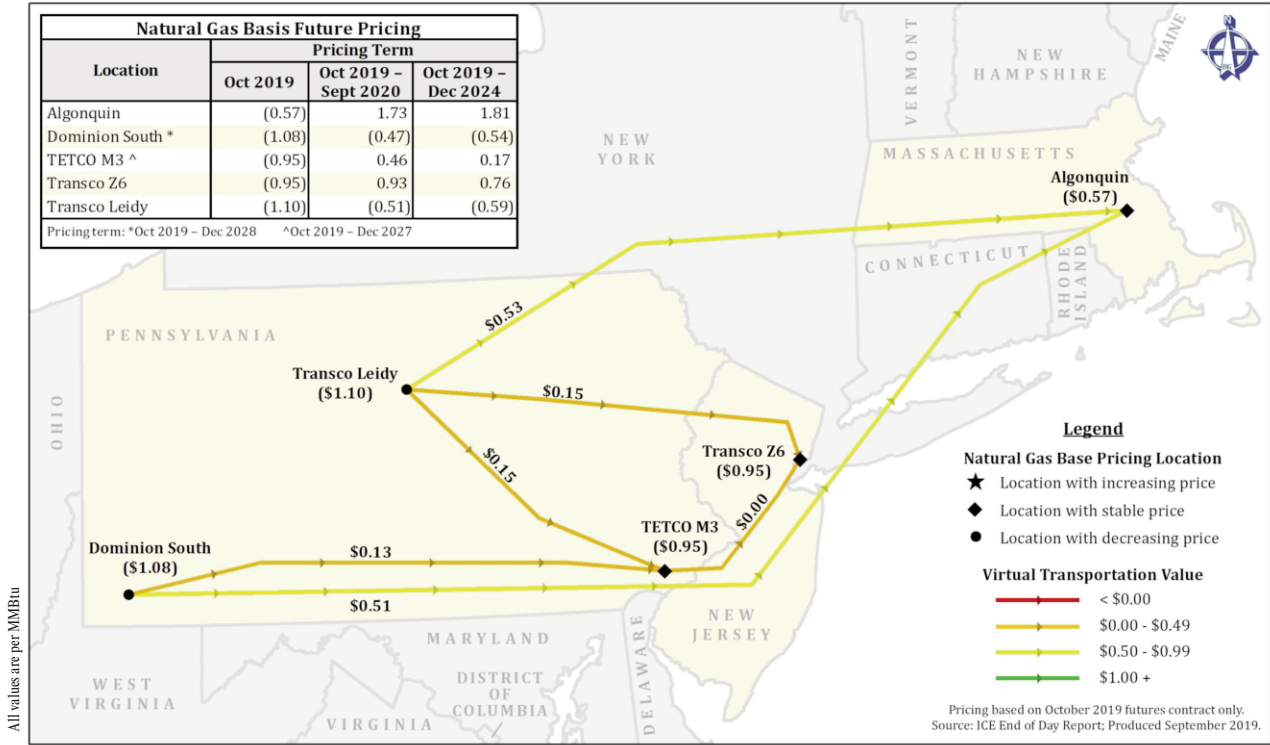 Natural Gas Basis Future Pricing
Location
Pricing Term
Oct 2019
Oct 2019 –
Sept 2020
Oct 2019 –
Dec 2024
Algonquin (0.57) 1.73 1.81
Dominion South * (1.08) (0.47) (0.54)
TETCO M3 ^ (0.95) 0.46 0.17
Transco Z6 (0.95) 0.93 0.76
Transco Leidy (1.10) (0.51) (0.59)
Pricing term: *Oct 2019 – Dec 2028 ^Oct 2019 – Dec 2027
MAINE
VERMONT
NEW
HAMPSHIRE
NEW
YORK
MASSACHUSETTS
Algonquin
($0.57)
CONNECTICUT
RHODE
ISLAND
PENNSYLVANIA
$0.53
Transco Leidy
($1.10)
$0.15
OHIO
$0.15
Transco Z6
($0.95)
$0.00
TETCO M3
($0.95)
Dominion South
($1.08)
$0.13
$0.51
NEW
JERSEY
MARYLAND
DELAWARE
DISTRICT
OF
COLUMBIA
WEST
VIRGINIA
VIRGINIA
Legend
Natural Gas Base Pricing Location
Location with increasing price
Location with stable price
Location with decreasing price
Virtual Transportation Value
< $0.00
$0.00 - $0.49
$0.50 - $0.99
$1.00 +
Pricing based on October 2019 futures contract only.
Source: ICE End of Day Report; Produced September 2019.
All values are per MMBtu